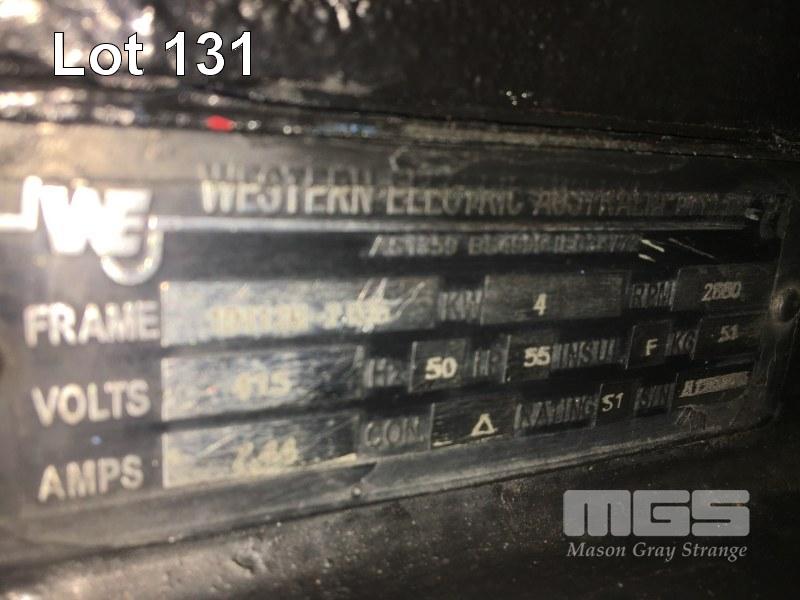 Lot 131
WE
WESTERN ELECTRIC AUSTRALIA
FRAME KW 4 RPM 2880
VOLTS 415 Hz 50 IP 55 INSUL F KG 51
AMPS CON. Δ RATING S1 S/N
MGS
Mason Gray Strange